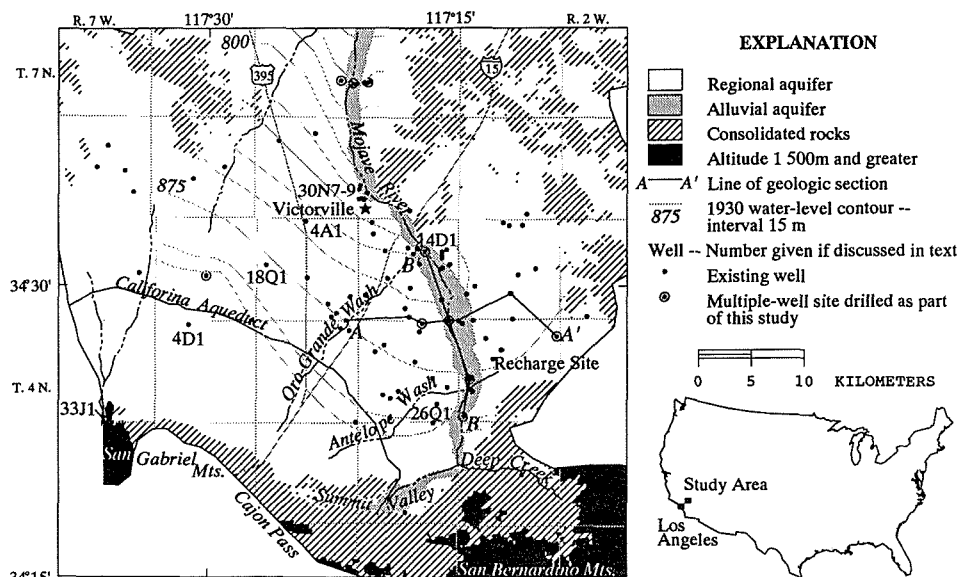 R. 7 W.
117°30'
117°15'
R. 2 W.
800
395
15
T. 7 N.
Mojave
River
30N7-9
875
Victorville
4A1
14D1
B'
18Q1
34°30'
California Aqueduct
Oro-Grande Wash
A
A'
4D1
Recharge Site
T. 4 N.
33J1
Antelope Wash
26Q1
B
San Gabriel Mts.
Deep Creek
Summit Valley
Cajon Pass
San Bernardino Mts.
34°15'
EXPLANATION
Regional aquifer
Alluvial aquifer
Consolidated rocks
Altitude 1 500m and greater
A A' Line of geologic section
875 1930 water-level contour --
interval 15 m
Well -- Number given if discussed in text
Existing well
Multiple-well site drilled as part
of this study
0 5 10 KILOMETERS
Study Area
Los
Angeles